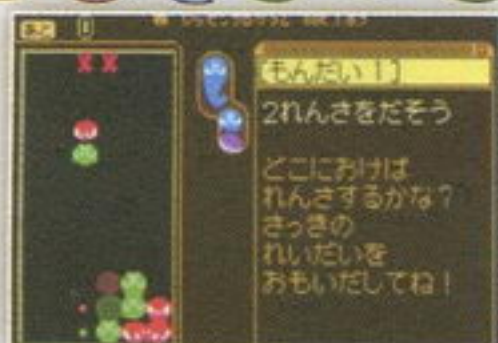 あと
もんだい 1
2れんさをだそう
どこにおけば
れんさするかな?
さっきの
れいだいを
おもいだしてね!